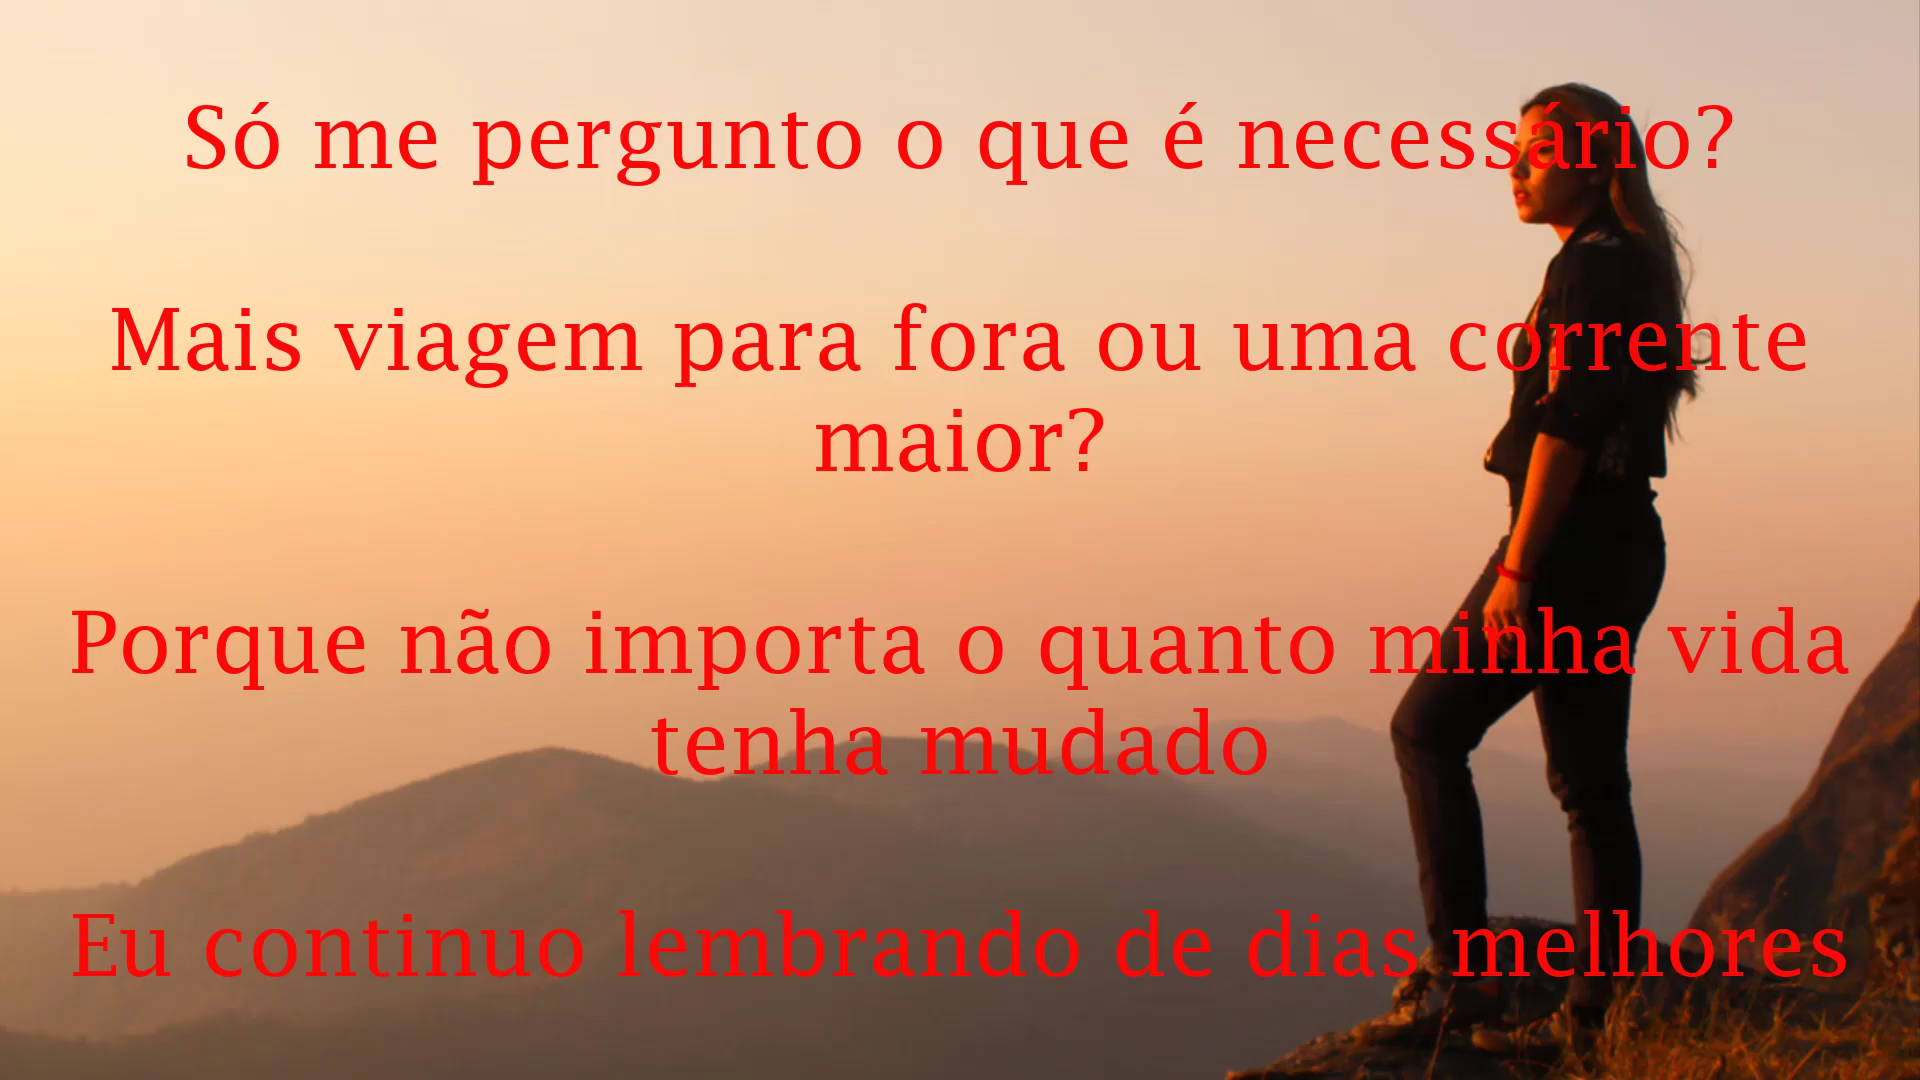 Só me pergunto o que é necessário?
Mais viagem para fora ou uma corrente
maior?
Porque não importa o quanto minha vida
tenha mudado
Eu continuo lembrando de dias melhores